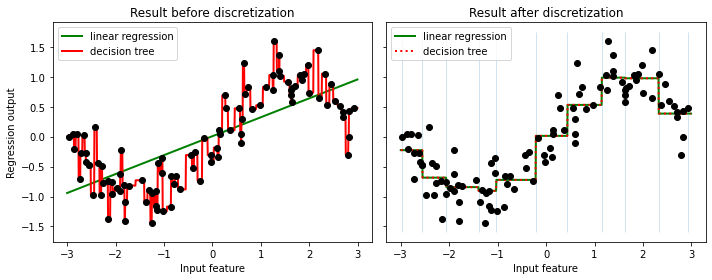 Result before discretization
Result after discretization
linear regression
decision tree
linear regression
decision tree
Regression output
1.5
1.0
0.5
0.0
−0.5
−1.0
−1.5
−3 −2 −1 0 1 2 3
−3 −2 −1 0 1 2 3
Input feature
Input feature